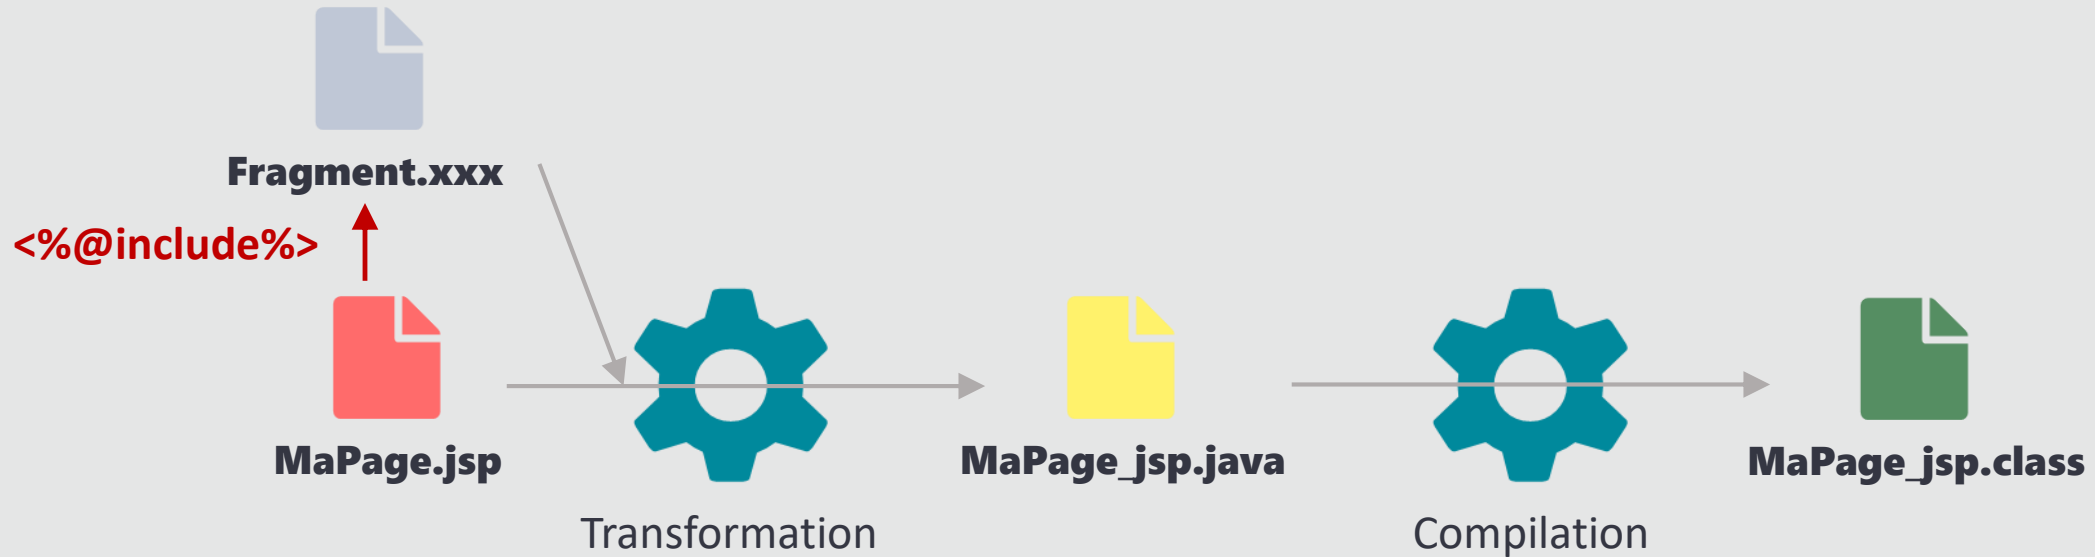 Fragment.xxx
<%@include%>
MaPage.jsp
MaPage_jsp.java
MaPage_jsp.class
Transformation
Compilation